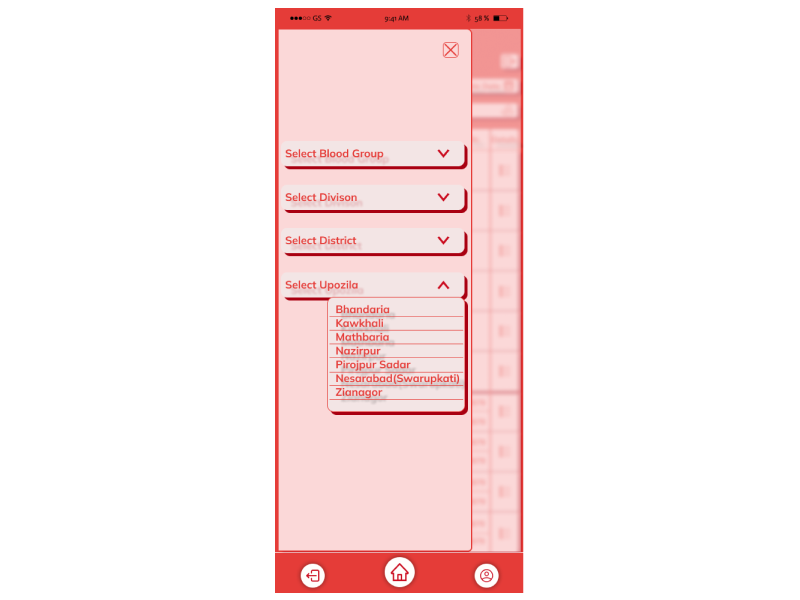 GS 9:41 AM 58 %
Select Blood Group
Select Divison
Select District
Select Upozila
Bhandaria
Kawkhali
Mathbaria
Nazirpur
Pirojpur Sadar
Nesarabad(Swarupkati)
Zianagor